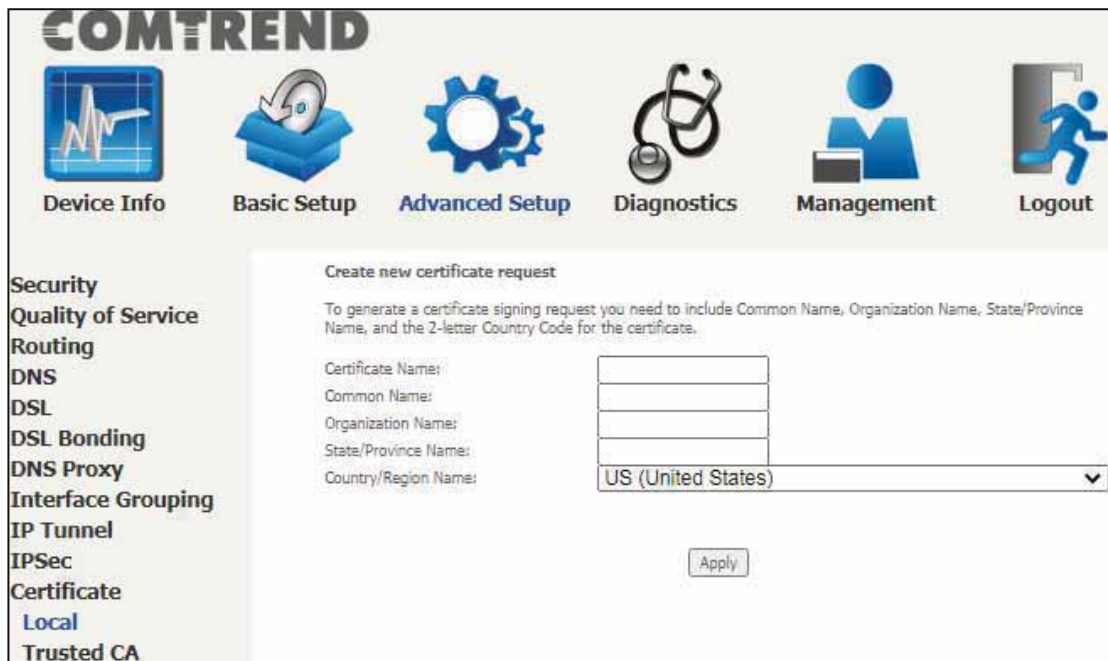 COMTREND
Device Info
Basic Setup
Advanced Setup
Diagnostics
Management
Logout
Security
Quality of Service
Routing
DNS
DSL
DSL Bonding
DNS Proxy
Interface Grouping
IP Tunnel
IPSec
Certificate
Local
Trusted CA
Create new certificate request
To generate a certificate signing request you need to include Common Name, Organization Name, State/Province
Name, and the 2-letter Country Code for the certificate.
Certificate Name:
Common Name:
Organization Name:
State/Province Name:
Country/Region Name: US (United States)
Apply